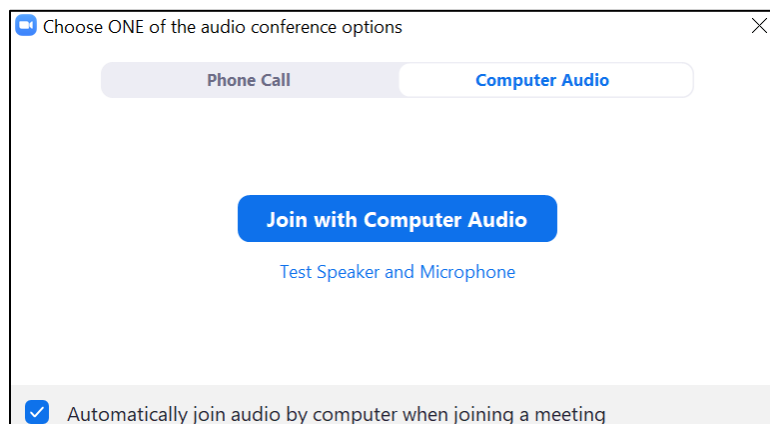 Choose ONE of the audio conference options
Phone Call
Computer Audio
Join with Computer Audio
Test Speaker and Microphone
Automatically join audio by computer when joining a meeting